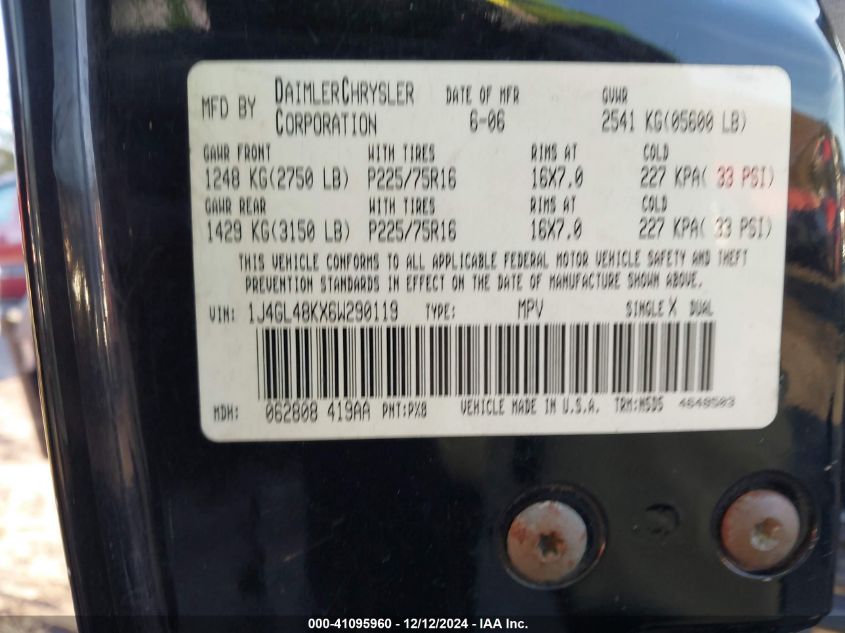 MFD BY DAIMLERCHRYSLER CORPORATION DATE OF MFR 6-06 GVWR 2541 KG(05600 LB)
GAWR FRONT WITH TIRES RIMS AT COLD
1248 KG(2750 LB) P225/75R16 16X7.0 227 KPA( 33 PSI)
GAWR REAR WITH TIRES RIMS AT COLD
1429 KG(3150 LB) P225/75R16 16X7.0 227 KPA( 33 PSI)
THIS VEHICLE CONFORMS TO ALL APPLICABLE FEDERAL MOTOR VEHICLE SAFETY AND THEFT
PREVENTION STANDARDS IN EFFECT ON THE DATE OF MANUFACTURE SHOWN ABOVE.
VIN: 1J4GL48KX6W290119 TYPE: MPV SINGLE X DUAL
MDH: 062808 419AA PNT:PX8 VEHICLE MADE IN U.S.A. TRM:M5D5 4648503
000-41095960 - 12/12/2024 - IAA Inc.